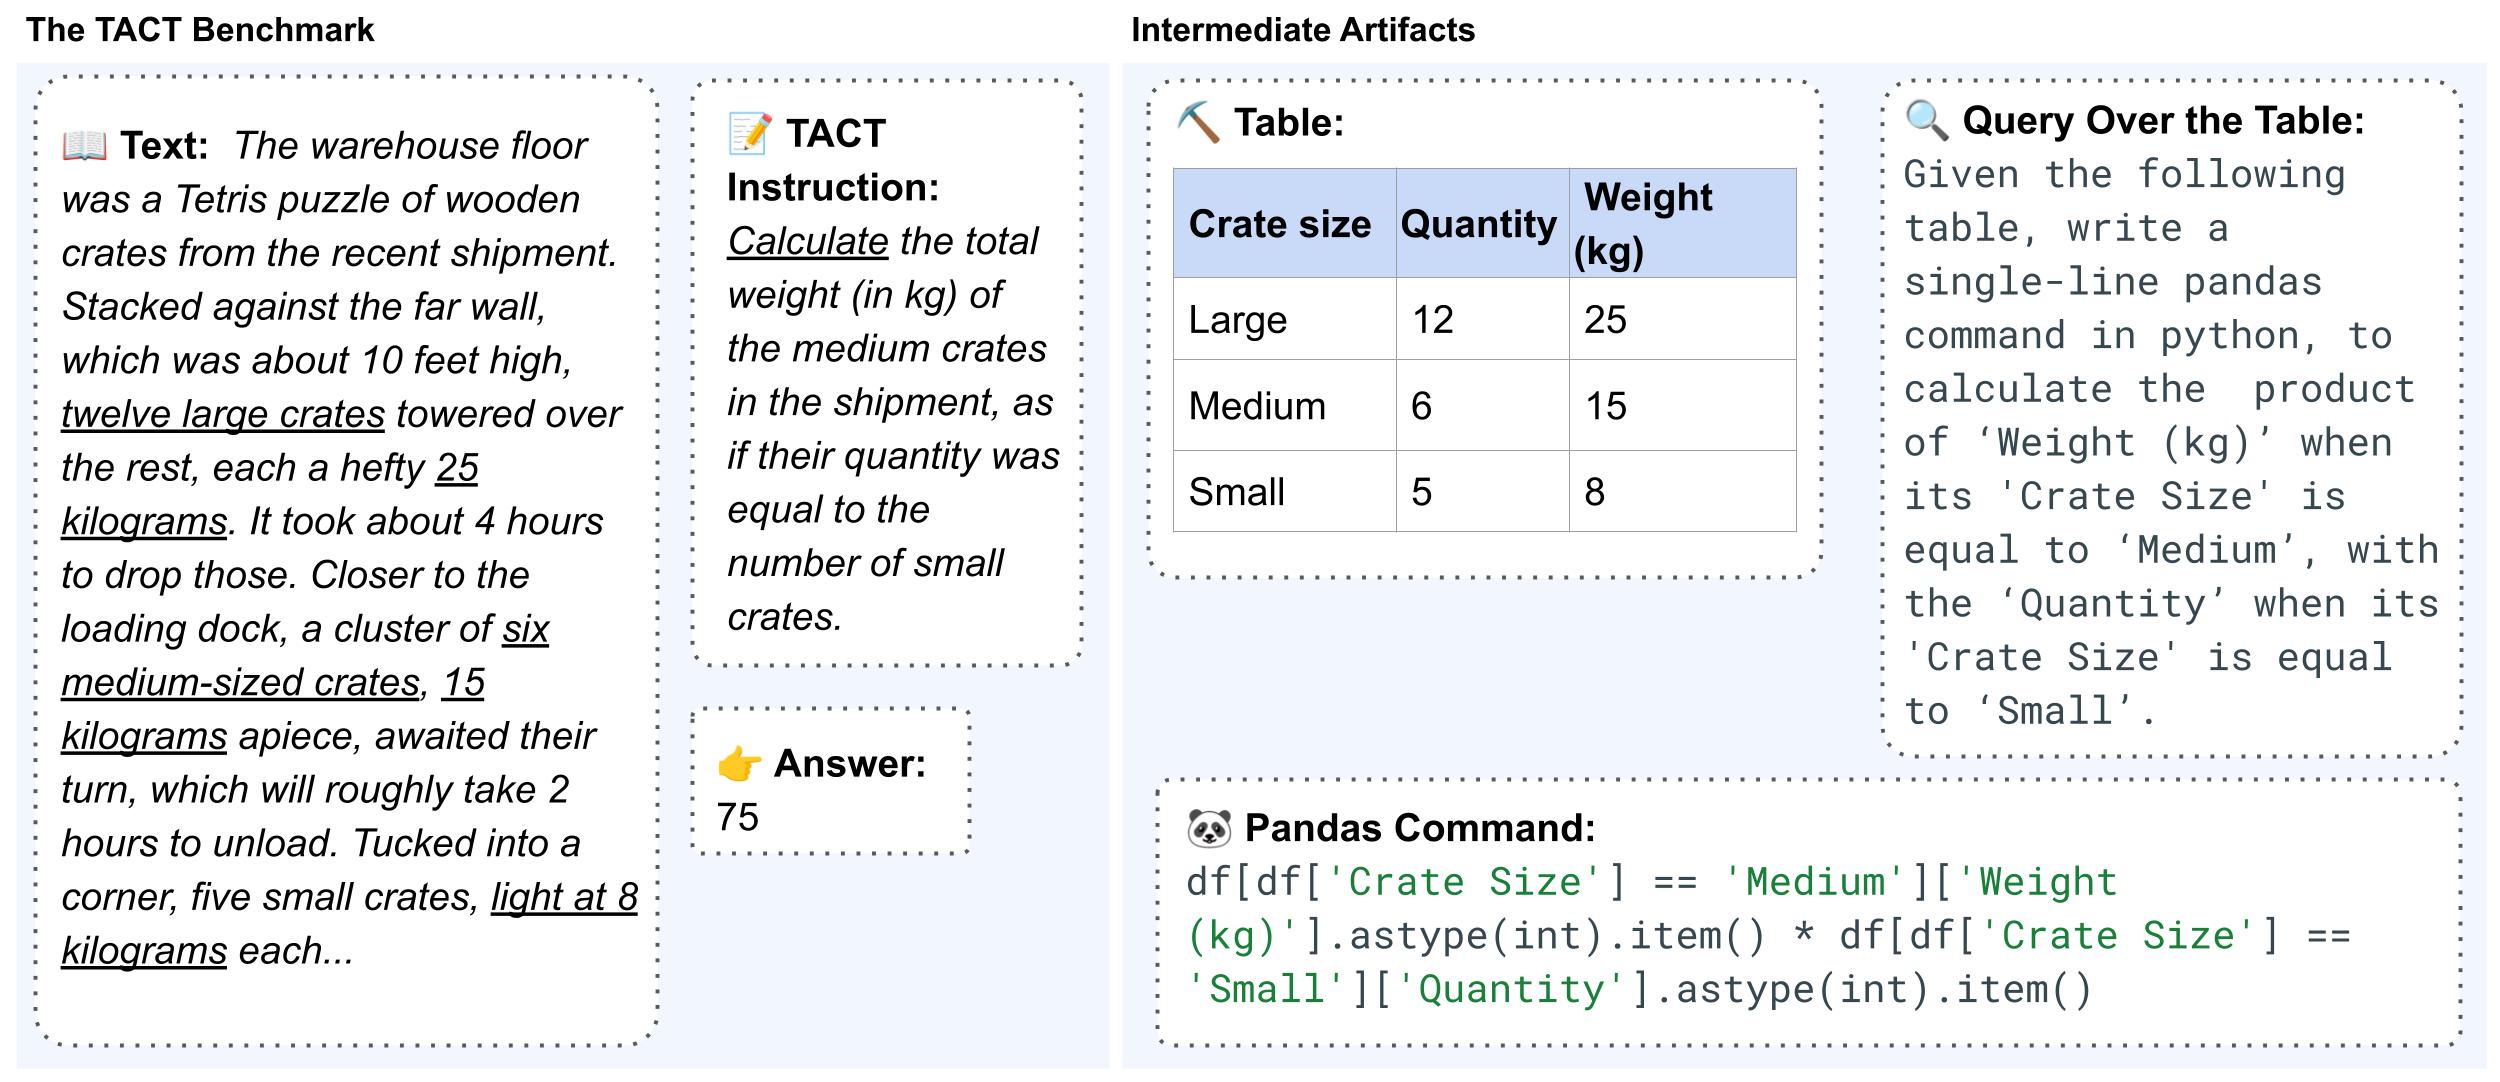 The TACT Benchmark
Text: The warehouse floor
was a Tetris puzzle of wooden
crates from the recent shipment.
Stacked against the far wall,
which was about 10 feet high,
twelve large crates towered over
the rest, each a hefty 25
kilograms. It took about 4 hours
to drop those. Closer to the
loading dock, a cluster of six
medium-sized crates, 15
kilograms apiece, awaited their
turn, which will roughly take 2
hours to unload. Tucked into a
corner, five small crates, light at 8
kilograms each...
TACT
Instruction:
Calculate the total
weight (in kg) of
the medium crates
in the shipment, as
if their quantity was
equal to the
number of small
crates.
Answer:
75
Intermediate Artifacts
Table:
Crate size Quantity Weight
(kg)
Large 12 25
Medium 6 15
Small 5 8
Query Over the Table:
Given the following
table, write a
single-line pandas
command in python, to
calculate the  product
of ‘Weight (kg)’ when
its 'Crate Size' is
equal to ‘Medium’, with
the ‘Quantity’ when its
'Crate Size' is equal
to ‘Small’.
Pandas Command:
df[df['Crate Size'] == 'Medium']['Weight
(kg)'].astype(int).item() * df[df['Crate Size'] ==
'Small']['Quantity'].astype(int).item()